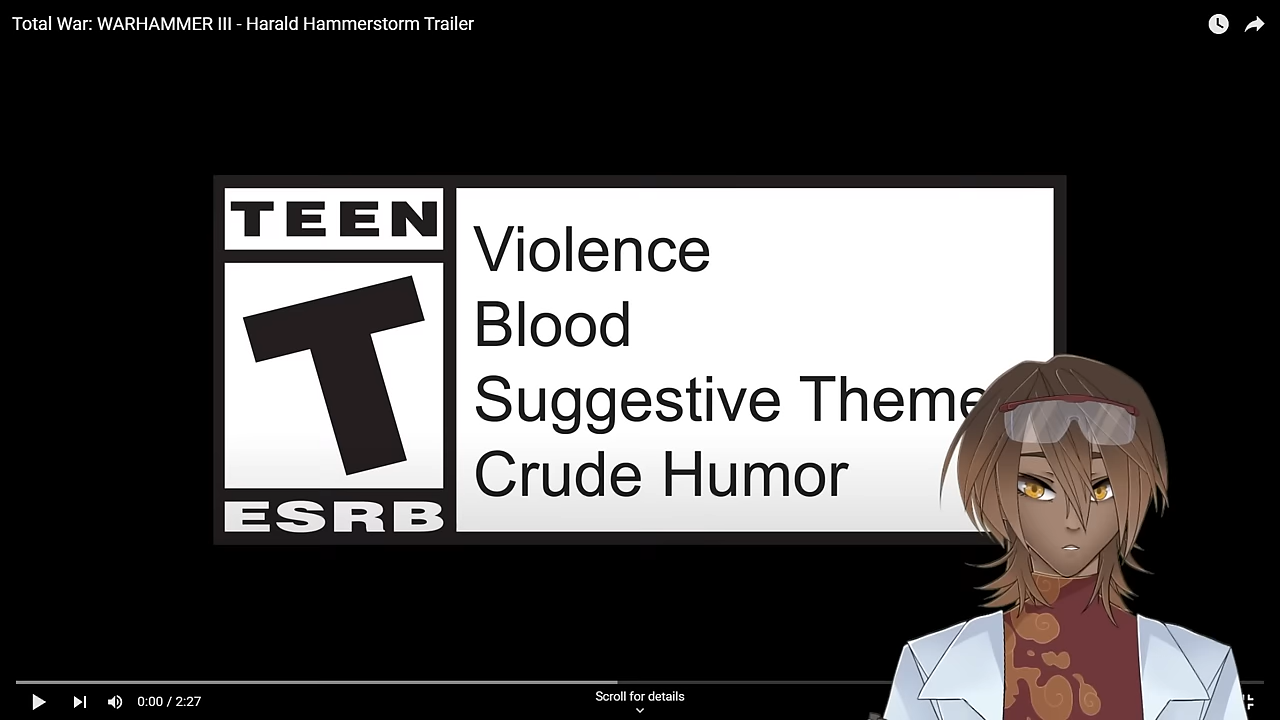 Total War: WARHAMMER III - Harald Hammerstorm Trailer
TEEN
T
ESRB
Violence
Blood
Suggestive Theme
Crude Humor
0:00 / 2:27
Scroll for details